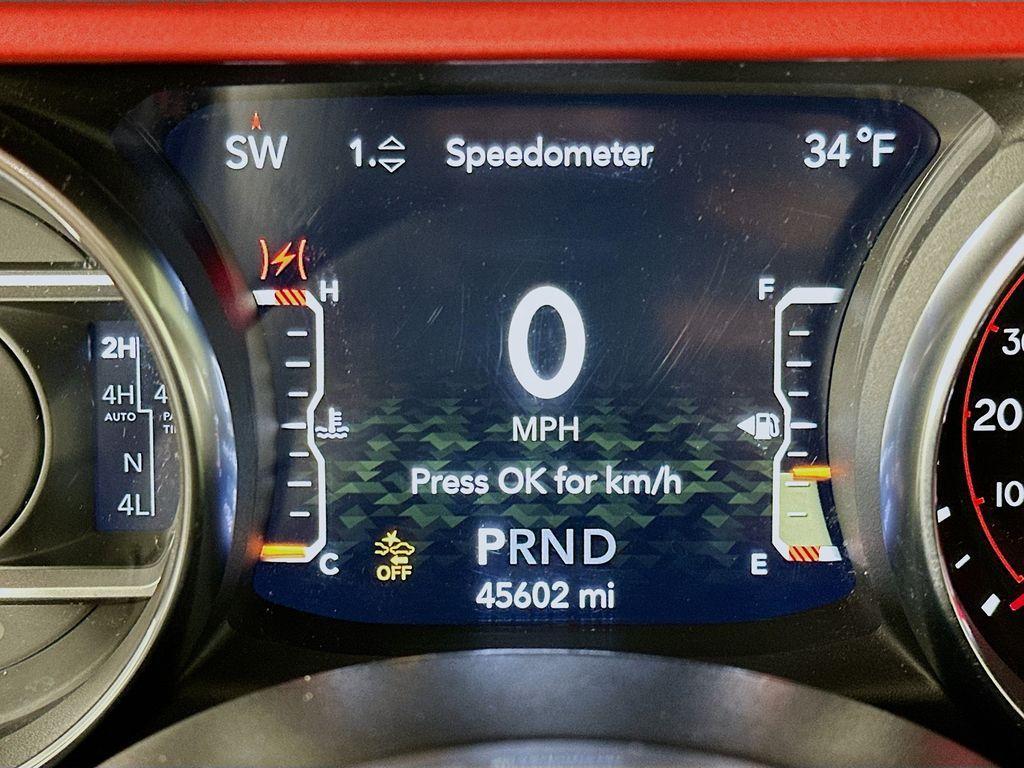 SW
1.
Speedometer
34°F
H
F
0
MPH
Press OK for km/h
PRND
45602 mi
C
E
OFF
2H
4H
AUTO
4
N
4L
20
10